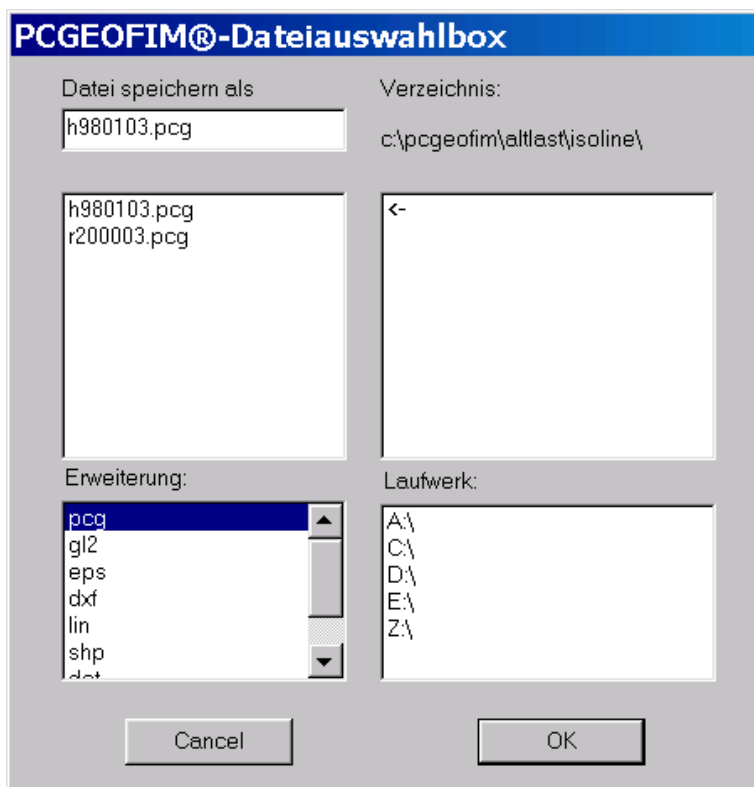 PCGEOFIM®-Dateiauswahlbox
Datei speichern als
h980103.pcg
Verzeichnis:
c:\pcgeofim\altlast\isoline\
h980103.pcg
r200003.pcg
<-
Erweiterung:
pcg
gl2
eps
dxf
lin
shp
Laufwerk:
A:\
C:\
D:\
E:\
Z:\
Cancel
OK